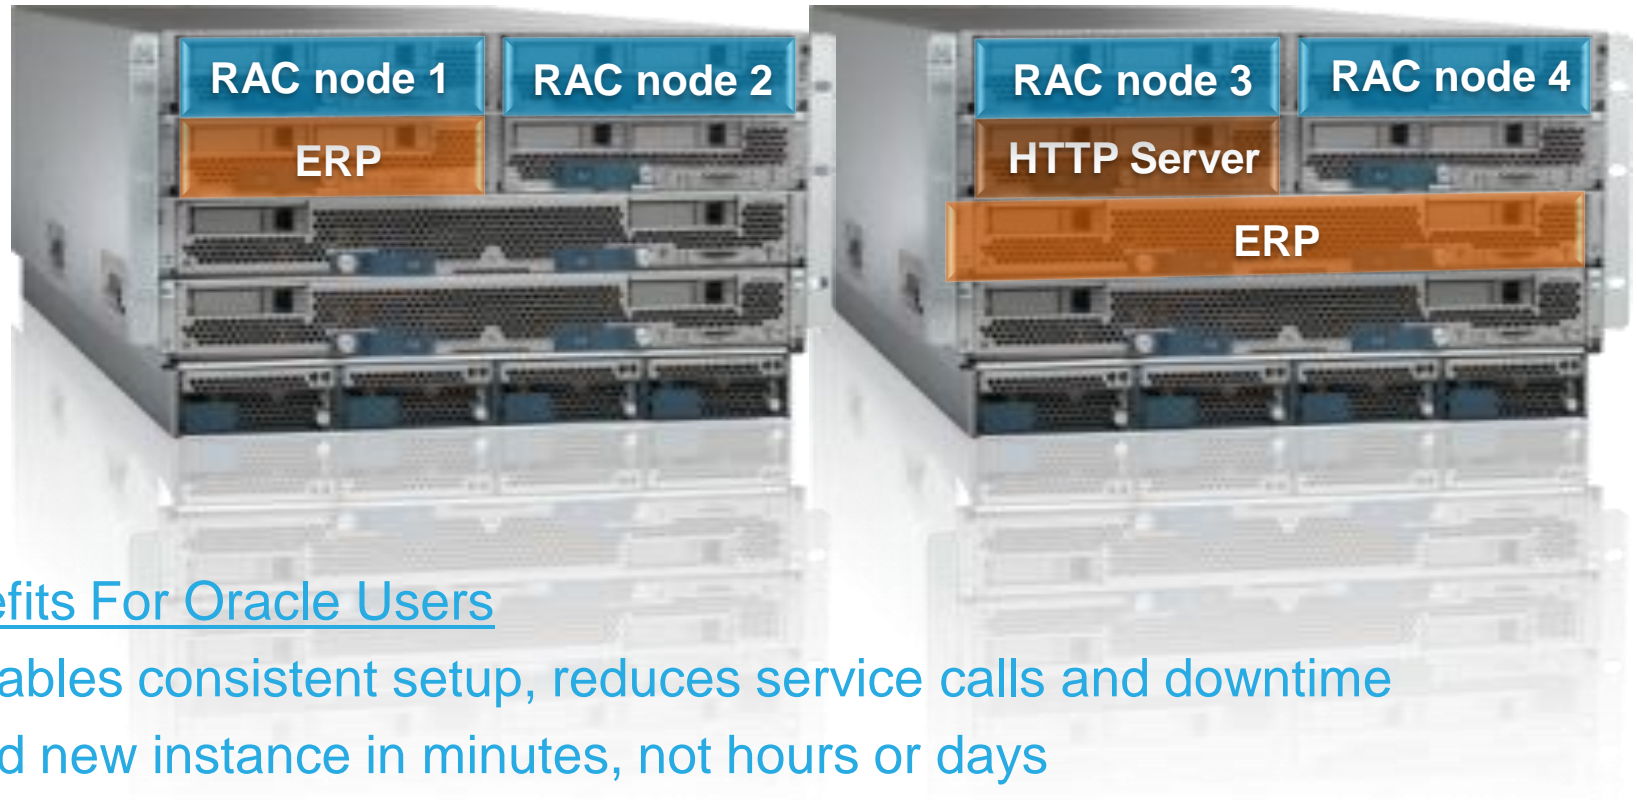 RAC node 1
RAC node 2
RAC node 3
RAC node 4
ERP
HTTP Server
ERP
efits For Oracle Users
ables consistent setup, reduces service calls and downtime
d new instance in minutes, not hours or days